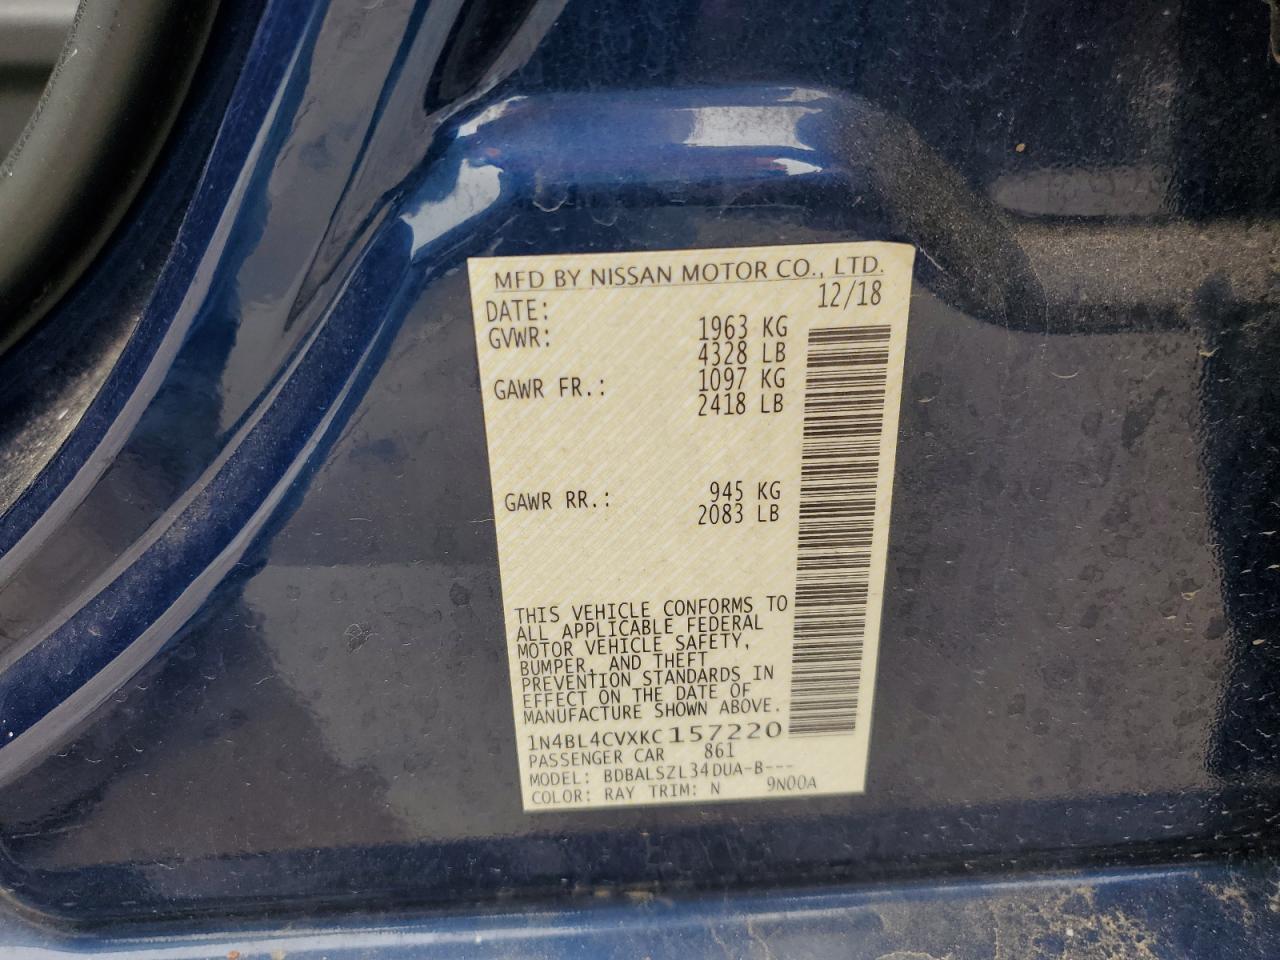 MFD BY NISSAN MOTOR CO., LTD.
DATE: 12/18
GVWR: 1963 KG
4328 LB
GAWR FR.: 1097 KG
2418 LB
GAWR RR.: 945 KG
2083 LB
THIS VEHICLE CONFORMS TO
ALL APPLICABLE FEDERAL
MOTOR VEHICLE SAFETY,
BUMPER, AND THEFT
PREVENTION STANDARDS IN
EFFECT ON THE DATE OF
MANUFACTURE SHOWN ABOVE.
1N4BL4CVXKC157220
PASSENGER CAR 861
MODEL: BDBALSZL34DUA-B---
COLOR: RAY TRIM: N 9N00A